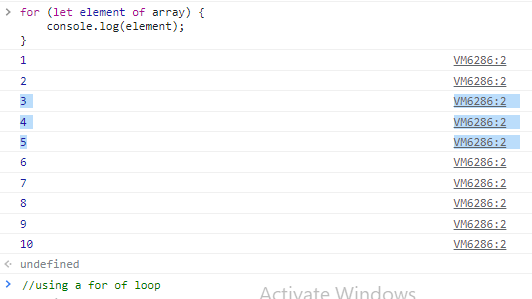 for (let element of array) {
    console.log(element);
}
1 VM6286:2
2 VM6286:2
3 VM6286:2
4 VM6286:2
5 VM6286:2
6 VM6286:2
7 VM6286:2
8 VM6286:2
9 VM6286:2
10 VM6286:2
undefined
//using a for of loop
Activate Windows